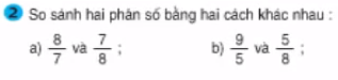 2 So sánh hai phân số bằng hai cách khác nhau :
a) 8/7 và 7/8 ; b) 9/5 và 5/8 ;